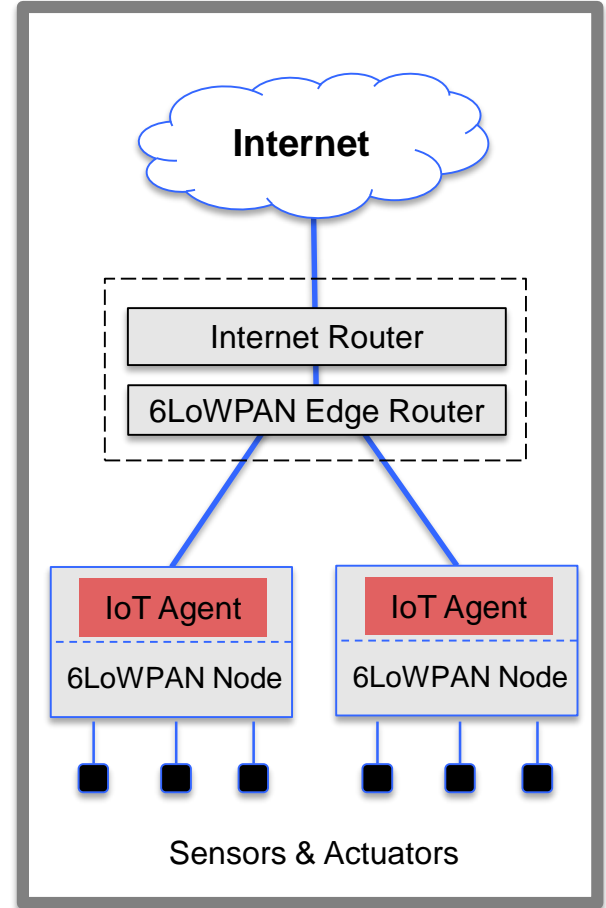 Internet
Internet Router
6LoWPAN Edge Router
IoT Agent
6LoWPAN Node
IoT Agent
6LoWPAN Node
Sensors & Actuators